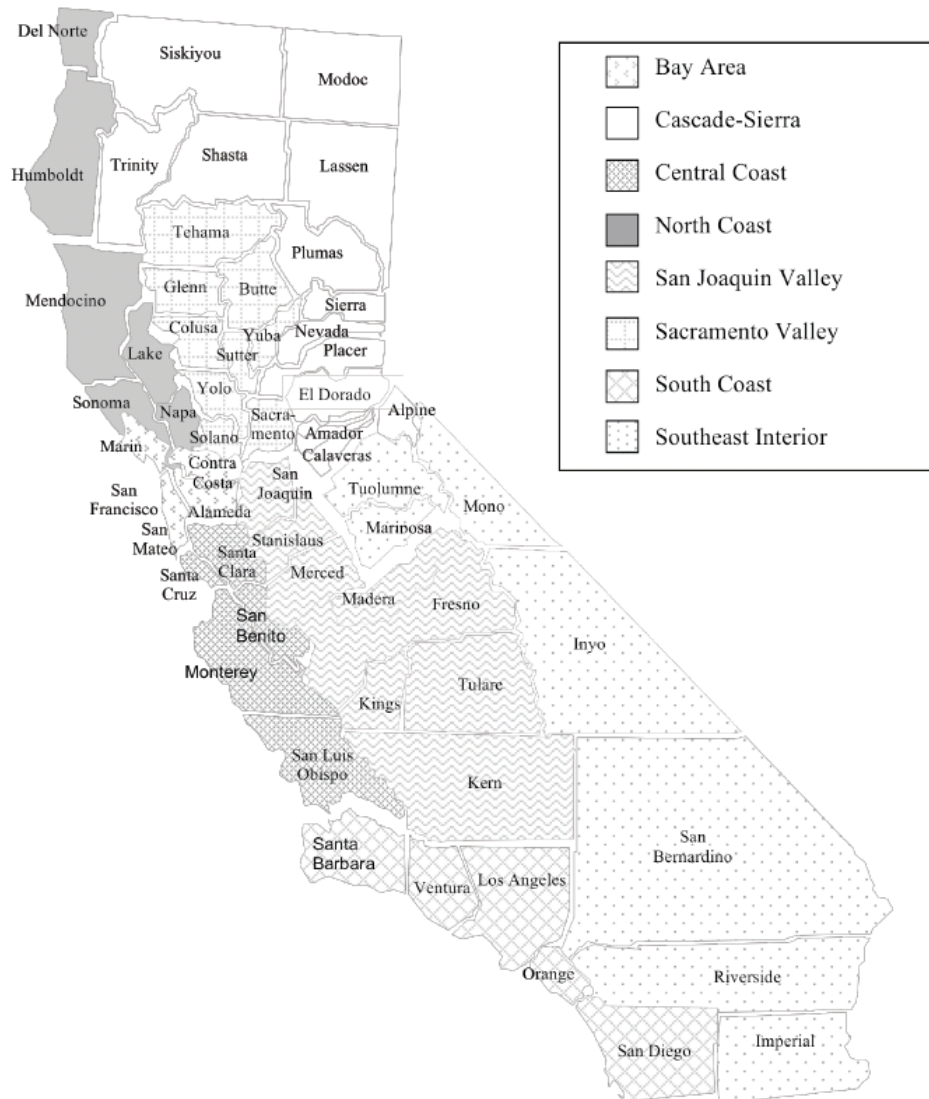 Del Norte
Siskiyou
Modoc
Humboldt
Trinity
Shasta
Lassen
Tehama
Plumas
Mendocino
Glenn
Butte
Sierra
Colusa
Yuba
Nevada
Lake
Sutter
Placer
Yolo
El Dorado
Sonoma
Napa
Sacra-
mento
Alpine
Marin
Solano
Amador
Calaveras
Contra
Costa
San
Joaquin
Tuolumne
Mono
San
Francisco
Alameda
Mariposa
San
Mateo
Stanislaus
Santa
Clara
Santa
Cruz
Merced
Madera
Fresno
San
Benito
Inyo
Monterey
Kings
Tulare
San Luis
Obispo
Kern
San
Bernardino
Santa
Barbara
Ventura
Los Angeles
Orange
Riverside
San Diego
Imperial
Bay Area
Cascade-Sierra
Central Coast
North Coast
San Joaquin Valley
Sacramento Valley
South Coast
Southeast Interior